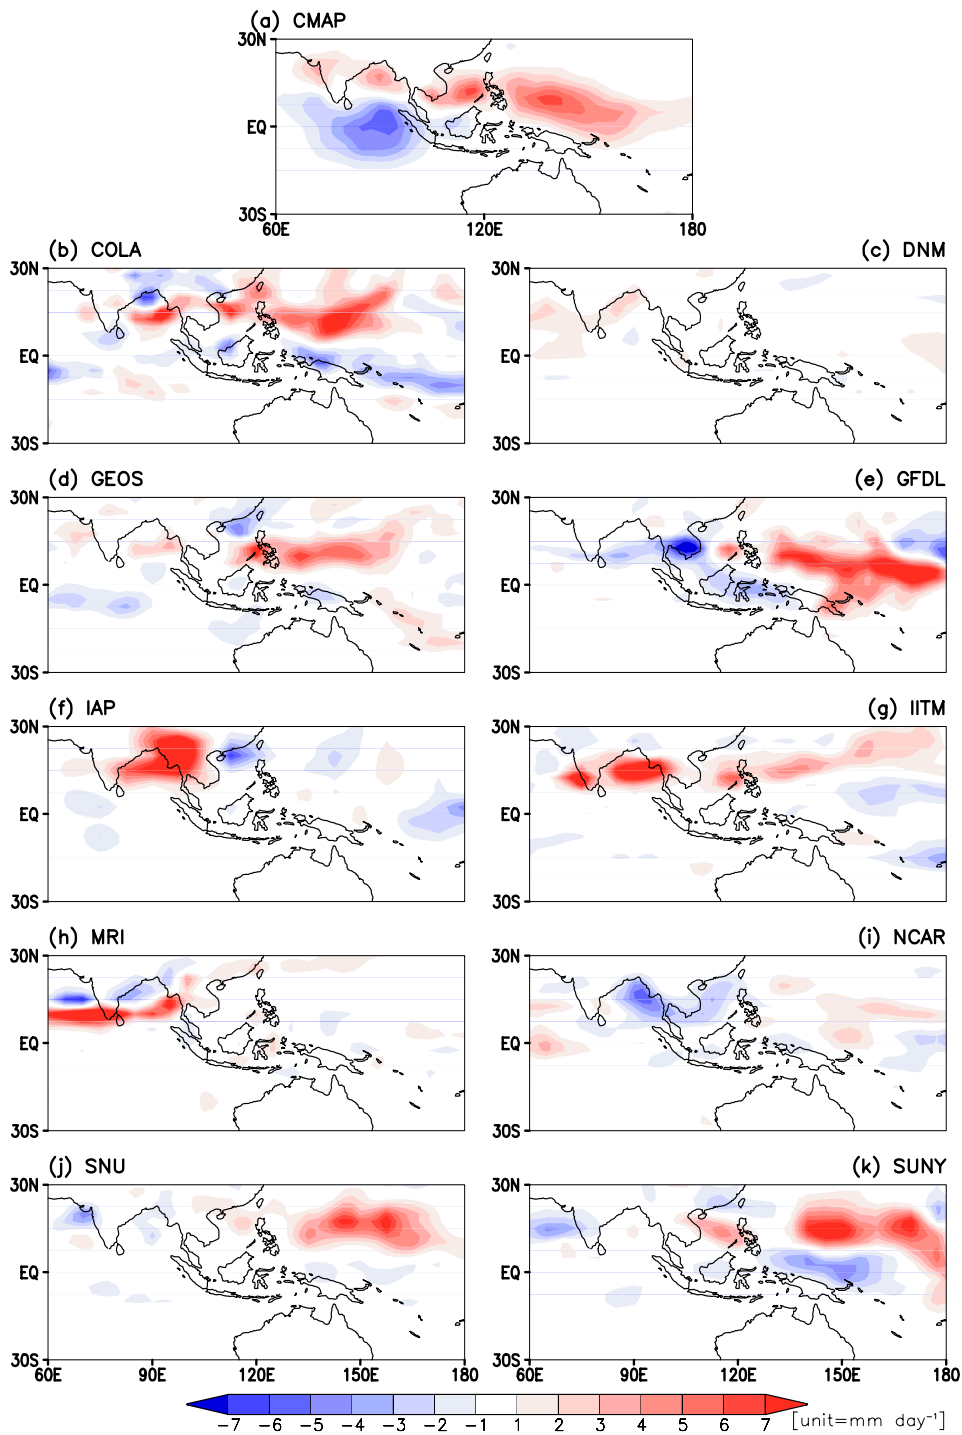 (a) CMAP
30N
EQ
30S
60E 120E 180
(b) COLA (c) DNM
30N 30N
EQ EQ
30S 30S
(d) GEOS (e) GFDL
30N 30N
EQ EQ
30S 30S
(f) IAP (g) IITM
30N 30N
EQ EQ
30S 30S
(h) MRI (i) NCAR
30N 30N
EQ EQ
30S 30S
(j) SNU (k) SUNY
30N 30N
EQ EQ
30S 30S
60E 90E 120E 150E 180 60E 90E 120E 150E 180
-7 -6 -5 -4 -3 -2 -1 1 2 3 4 5 6 7 [unit=mm day⁻¹]